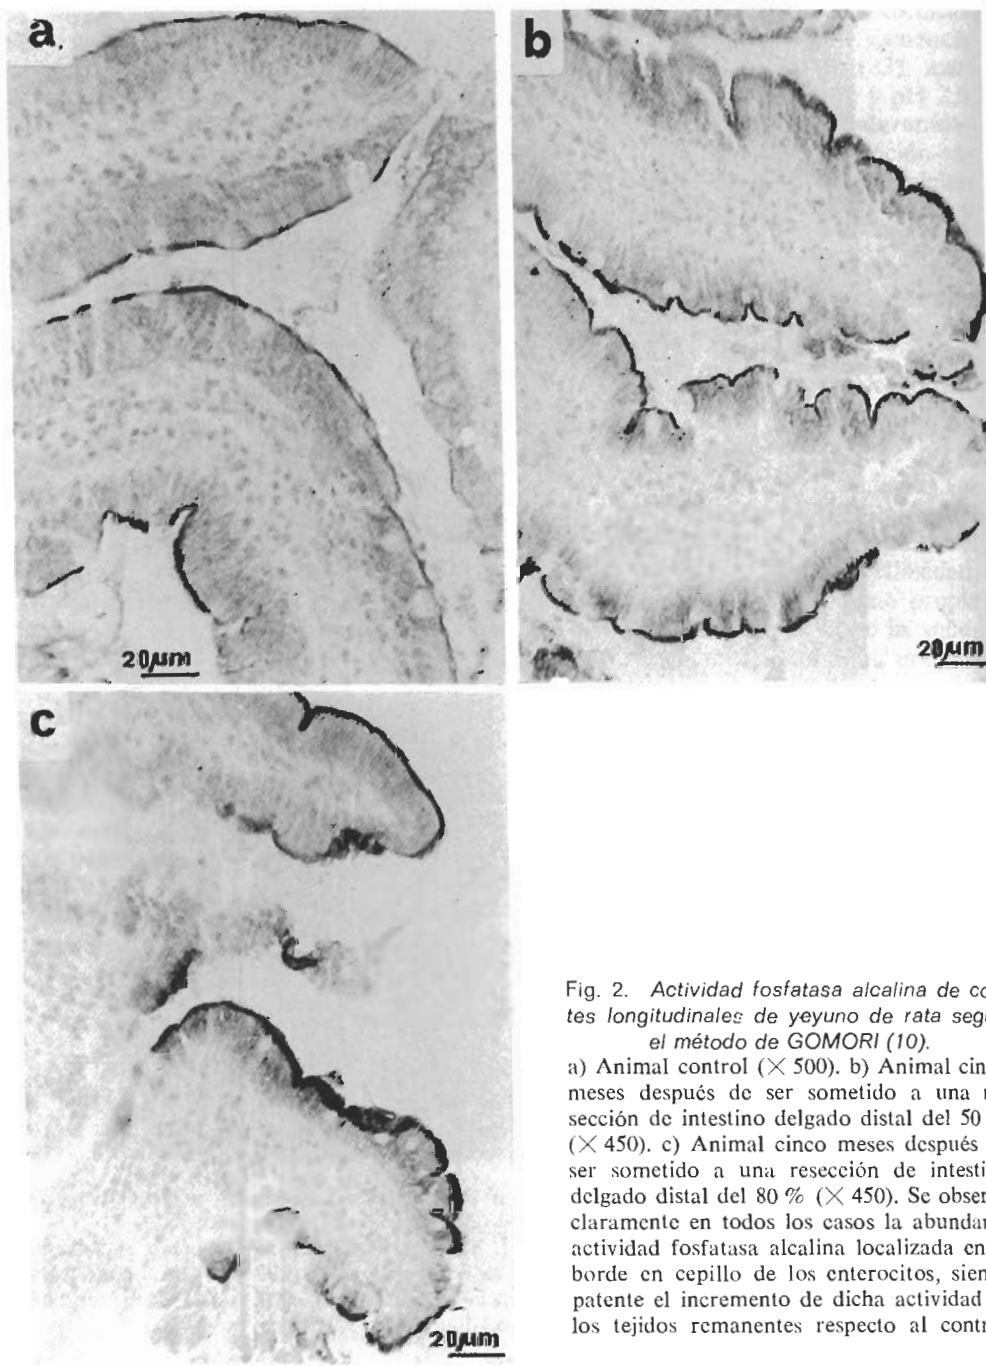 a.
b
20µm
20µm
c
20µm
Fig. 2. Actividad fosfatasa alcalina de co
tes longitudinales de yeyuno de rata segu
el método de GOMORI (10).
a) Animal control (× 500). b) Animal cin
meses después de ser sometido a una r
sección de intestino delgado distal del 50
(× 450). c) Animal cinco meses después
ser sometido a una resección de intesti
delgado distal del 80 % (× 450). Se obser
claramente en todos los casos la abundan
actividad fosfatasa alcalina localizada en
borde en cepillo de los enterocitos, sien
patente el incremento de dicha actividad
los tejidos remanentes respecto al contr